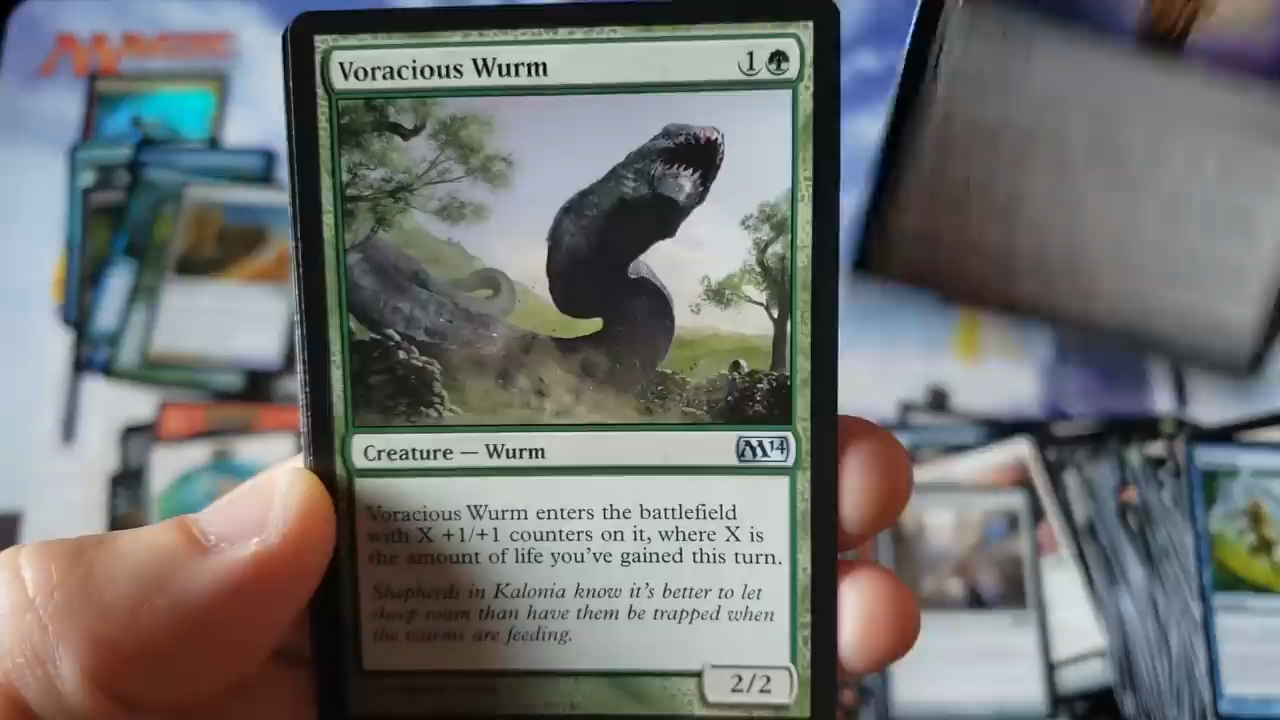 MAGIC
Voracious Wurm
1
Creature — Wurm
M14
Voracious Wurm enters the battlefield
with X +1/+1 counters on it, where X is
the amount of life you've gained this turn.
Shepherds in Kalonia know it's better to let
sheep roam than have them be trapped when
the wurms are feeding.
2/2